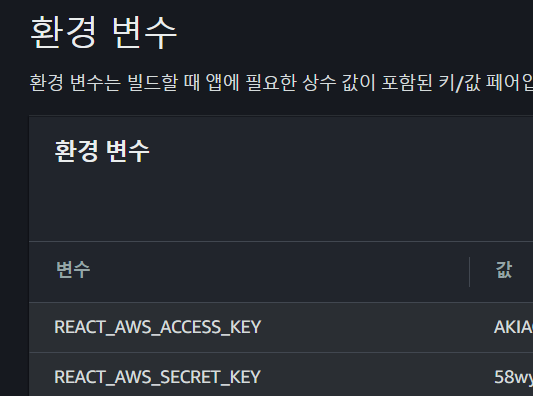 환경 변수
환경 변수는 빌드할 때 앱에 필요한 상수 값이 포함된 키/값 페어입
환경 변수
변수 값
REACT_AWS_ACCESS_KEY AKIA
REACT_AWS_SECRET_KEY 58wy